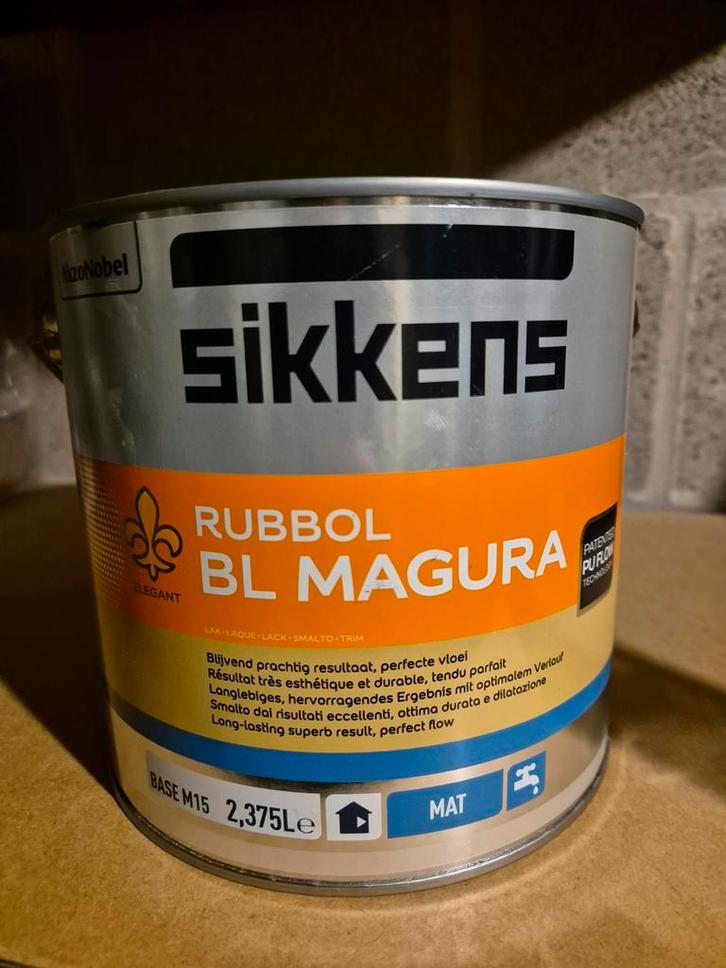 AkzoNobel
sikkens
RUBBOL
BL MAGURA
ELEGANT
PATENTED
PU FLOW
TECHNOLOGY
LAK • LAQUE • LACK • SMALTO • TRIM
Blijvend prachtig resultaat, perfecte vloei
Résultat très esthétique et durable, tendu parfait
Langlebiges, hervorragendes Ergebnis mit optimalem Verlauf
Smalto dai risultati eccellenti, ottima durata e dilatazione
Long-lasting superb result, perfect flow
BASE M15 2,375L e
MAT